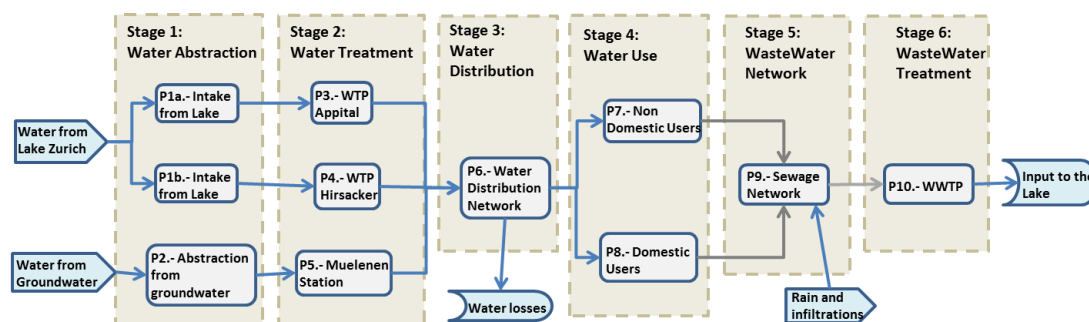 Stage 1:
Water Abstraction
Stage 2:
Water Treatment
Stage 3:
Water
Distribution
Stage 4:
Water Use
Stage 5:
WasteWater
Network
Stage 6:
WasteWater
Treatment
Water from
Lake Zurich
P1a.- Intake
from Lake
P3.- WTP
Appital
P1b.- Intake
from Lake
P4.- WTP
Hirsacker
Water from
Groundwater
P2.- Abstraction
from
groundwater
P5.- Muelenen
Station
P6.- Water
Distribution
Network
Water losses
P7.- Non
Domestic Users
P8.- Domestic
Users
P9.- Sewage
Network
Rain and
infiltrations
P10.- WWTP
Input to the
Lake